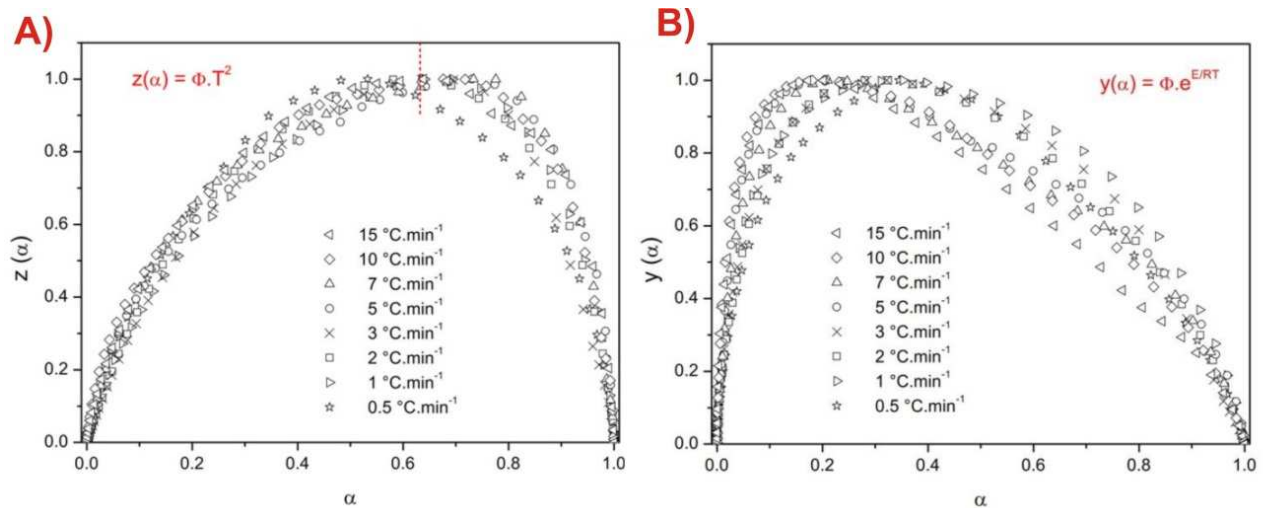 A)
z(α) = Φ.T²
1.0
0.8
0.6
0.4
0.2
0.0
z (α)
15 °C.min⁻¹
10 °C.min⁻¹
7 °C.min⁻¹
5 °C.min⁻¹
3 °C.min⁻¹
2 °C.min⁻¹
1 °C.min⁻¹
0.5 °C.min⁻¹
0.0 0.2 0.4 0.6 0.8 1.0
α
B)
y(α) = Φ.e^E/RT
1.0
0.8
0.6
0.4
0.2
0.0
y (α)
15 °C.min⁻¹
10 °C.min⁻¹
7 °C.min⁻¹
5 °C.min⁻¹
3 °C.min⁻¹
2 °C.min⁻¹
1 °C.min⁻¹
0.5 °C.min⁻¹
0.0 0.2 0.4 0.6 0.8 1.0
α